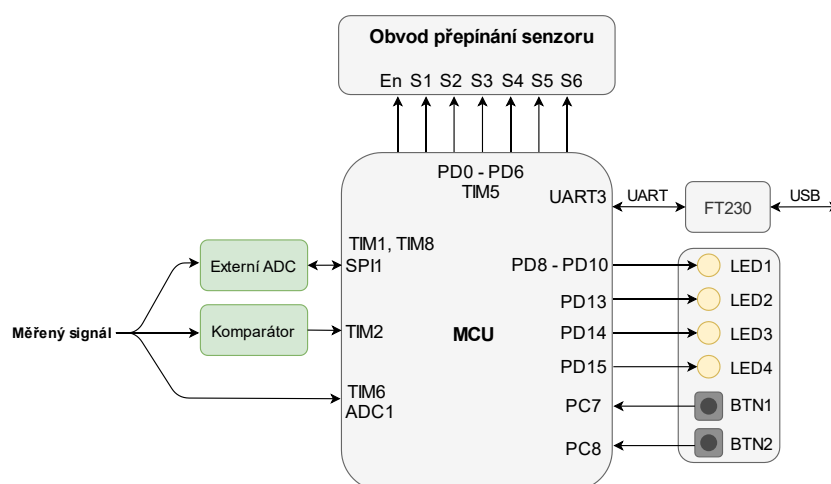 Obvod přepínání senzoru
En S1 S2 S3 S4 S5 S6
PD0 - PD6
TIM5
UART3
UART
FT230
USB
TIM1, TIM8
SPI1
Externí ADC
PD8 - PD10
LED1
PD13
LED2
Měřený signál
Komparátor
TIM2
MCU
PD14
LED3
PD15
LED4
TIM6
ADC1
PC7
BTN1
PC8
BTN2